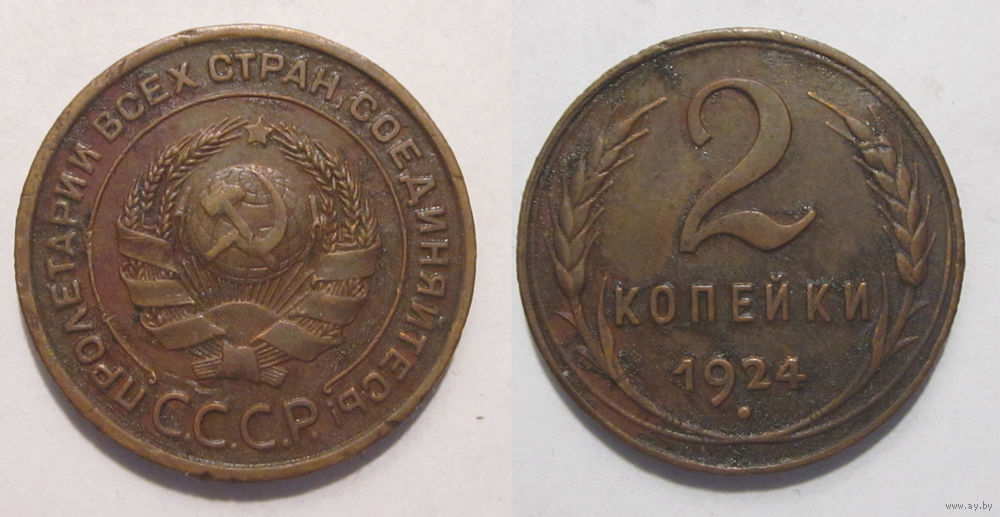 ПРОЛЕТАРИИ ВСЕХ СТРАН, СОЕДИНЯЙТЕСЬ!
С.С.С.Р.
2
КОПЕЙКИ
1924
www.ay.by